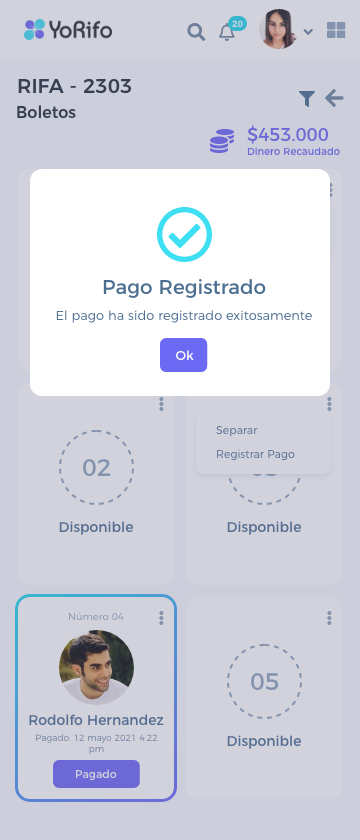 YoRifo
20
RIFA - 2303
Boletos
$453.000
Dinero Recaudado
Pago Registrado
El pago ha sido registrado exitosamente
Ok
02
Disponible
Separar
Registrar Pago
Disponible
Número 04
Rodolfo Hernandez
Pagado: 12 mayo 2021 4:22
pm
Pagado
05
Disponible